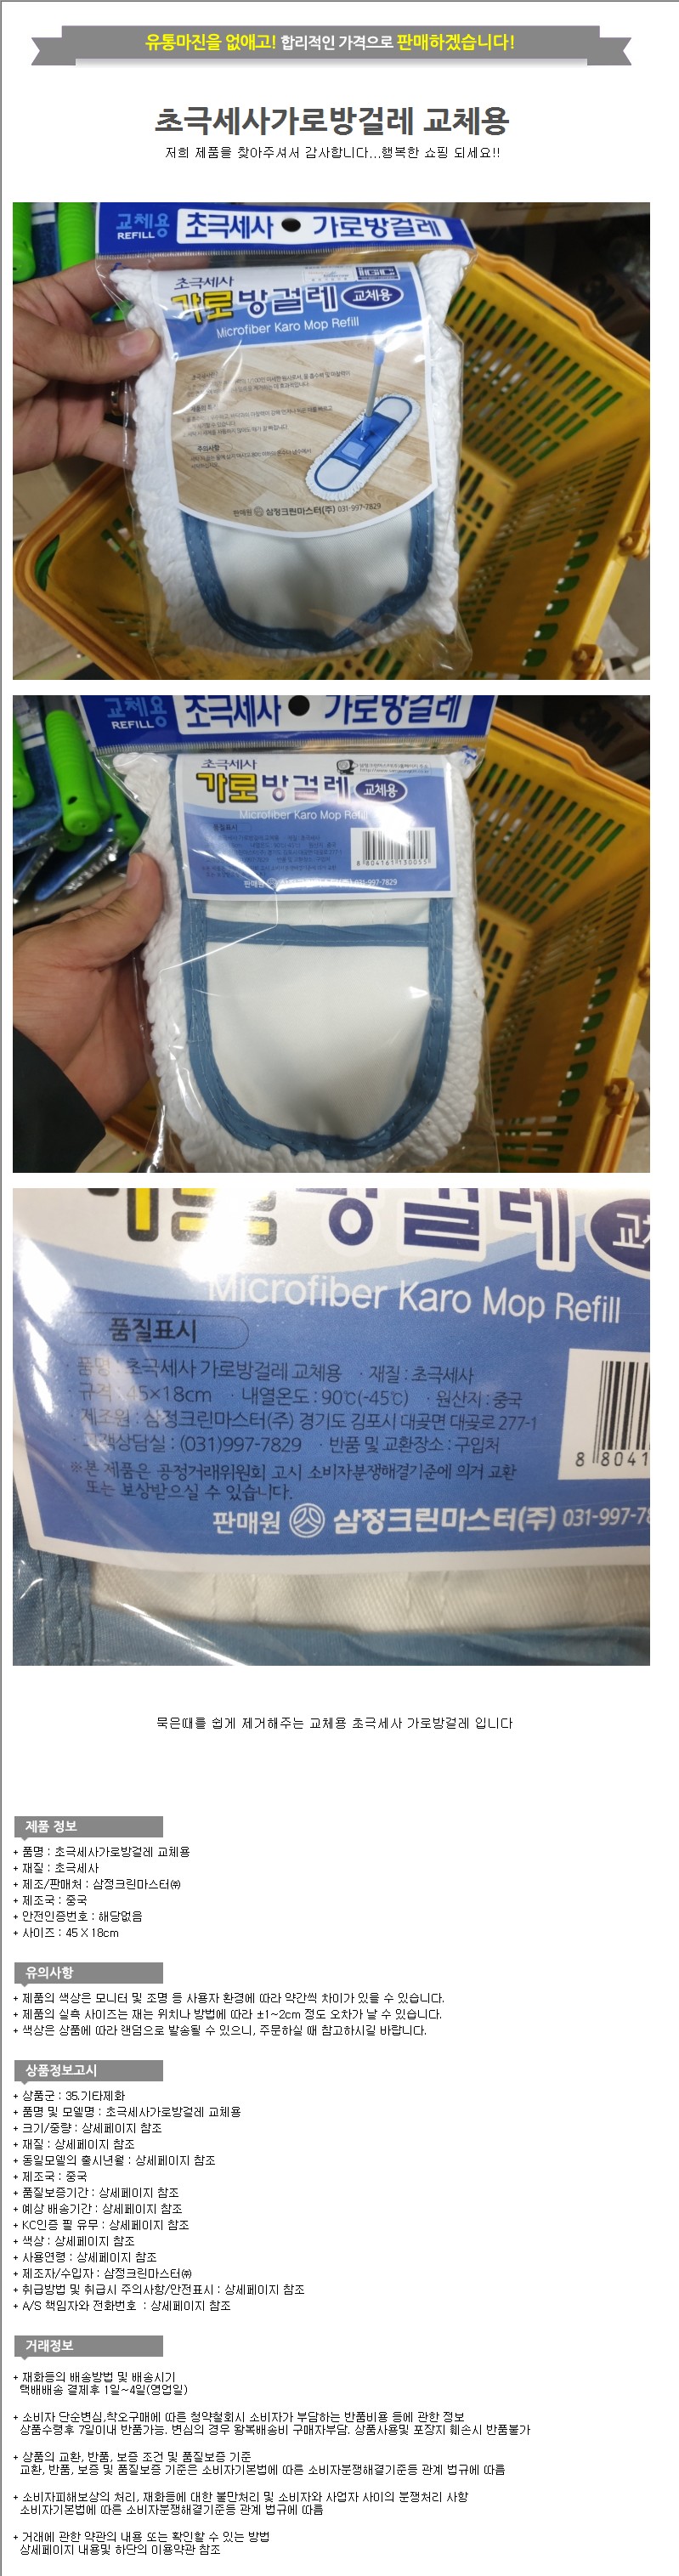 유통마진을 없애고! 합리적인 가격으로 판매하겠습니다!
초극세사가로방걸레 교체용
저희 제품을 찾아주셔서 감사합니다...행복한 쇼핑 되세요!!
교체용
REFILL
초극세사 ● 가로방걸레
초극세사
가로방걸레 교체용
Microfiber Karo Mop Refill
주의사항
판매원 삼정크린마스터(주) 031-997-7829
교체용
REFILL
초극세사 ● 가로방걸레
초극세사
가로방걸레 교체용
Microfiber Karo Mop Refill
품질표시
8 804161 130055
판매원 031-997-7829
Microfiber Karo Mop Refill
품질표시
· 품명 : 초극세사 가로방걸레 교체용 · 재질 : 초극세사
· 규격 : 45×18cm · 내열온도 : 90℃(-45℃) · 원산지 : 중국
· 제조원 : 삼정크린마스터(주) 경기도 김포시 대곶면 대곶로 277-1
· 고객상담실 : (031)997-7829 · 반품 및 교환장소 : 구입처
※본 제품은 공정거래위원회 고시 소비자분쟁해결기준에 의거 교환
또는 보상받으실 수 있습니다.
8 8041
판매원 삼정크린마스터(주) 031-997-78
묵은때를 쉽게 제거해주는 교체용 초극세사 가로방걸레 입니다
제품 정보
+ 품명 : 초극세사가로방걸레 교체용
+ 재질 : 초극세사
+ 제조/판매처 : 삼정크린마스터㈜
+ 제조국 : 중국
+ 안전인증번호 : 해당없음
+ 사이즈 : 45 X 18cm
유의사항
+ 제품의 색상은 모니터 및 조명 등 사용자 환경에 따라 약간씩 차이가 있을 수 있습니다.
+ 제품의 실측 사이즈는 재는 위치나 방법에 따라 ±1~2cm 정도 오차가 날 수 있습니다.
+ 색상은 상품에 따라 랜덤으로 발송될 수 있으니, 주문하실 때 참고하시길 바랍니다.
상품정보고시
+ 상품군 : 35.기타제화
+ 품명 및 모델명 : 초극세사가로방걸레 교체용
+ 크기/중량 : 상세페이지 참조
+ 재질 : 상세페이지 참조
+ 동일모델의 출시년월 : 상세페이지 참조
+ 제조국 : 중국
+ 품질보증기간 : 상세페이지 참조
+ 예상 배송기간 : 상세페이지 참조
+ KC인증 필 유무 : 상세페이지 참조
+ 색상 : 상세페이지 참조
+ 사용연령 : 상세페이지 참조
+ 제조자/수입자 : 삼정크린마스터㈜
+ 취급방법 및 취급시 주의사항/안전표시 : 상세페이지 참조
+ A/S 책임자와 전화번호 : 상세페이지 참조
거래정보
+ 재화등의 배송방법 및 배송시기
택배배송 결제후 1일~4일(영업일)
+ 소비자 단순변심,착오구매에 따른 청약철회시 소비자가 부담하는 반품비용 등에 관한 정보
상품수령후 7일이내 반품가능. 변심의 경우 왕복배송비 구매자부담. 상품사용및 포장지 훼손시 반품불가
+ 상품의 교환, 반품, 보증 조건 및 품질보증 기준
교환, 반품, 보증 및 품질보증 기준은 소비자기본법에 따른 소비자분쟁해결기준등 관계 법규에 따름
+ 소비자피해보상의 처리, 재화등에 대한 불만처리 및 소비자와 사업자 사이의 분쟁처리 사항
소비자기본법에 따른 소비자분쟁해결기준등 관계 법규에 따름
+ 거래에 관한 약관의 내용 또는 확인할 수 있는 방법
상세페이지 내용및 하단의 이용약관 참조